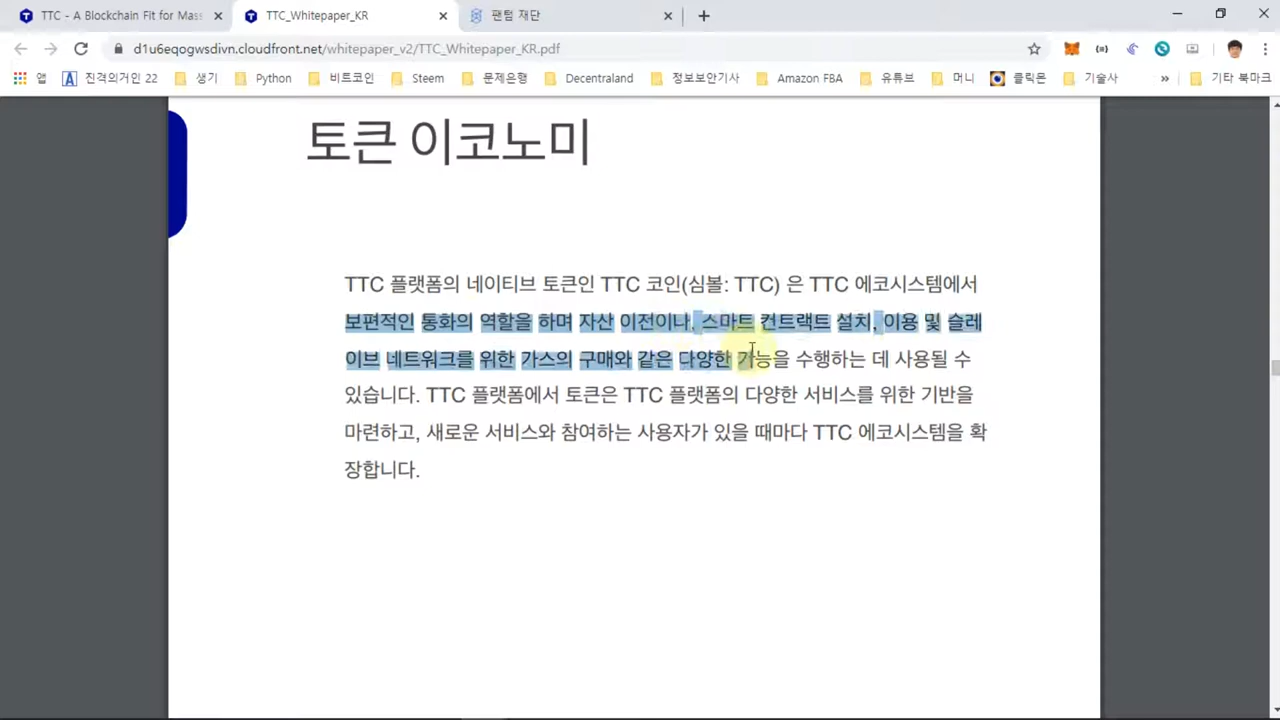 TTC - A Blockchain Fit for Mass
TTC_Whitepaper_KR
팬텀 재단
d1u6eqogwsdivn.cloudfront.net/whitepaper_v2/TTC_Whitepaper_KR.pdf
앱 진격의거인 22 생기 Python 비트코인 Steem 문제은행 Decentraland 정보보안기사 Amazon FBA 유튜브 머니 클릭몬 기술사 » 기타 북마크
토큰 이코노미
TTC 플랫폼의 네이티브 토큰인 TTC 코인(심볼: TTC) 은 TTC 에코시스템에서
보편적인 통화의 역할을 하며 자산 이전이나, 스마트 컨트랙트 설치, 이용 및 슬레
이브 네트워크를 위한 가스의 구매와 같은 다양한 기능을 수행하는 데 사용될 수
있습니다. TTC 플랫폼에서 토큰은 TTC 플랫폼의 다양한 서비스를 위한 기반을
마련하고, 새로운 서비스와 참여하는 사용자가 있을 때마다 TTC 에코시스템을 확
장합니다.